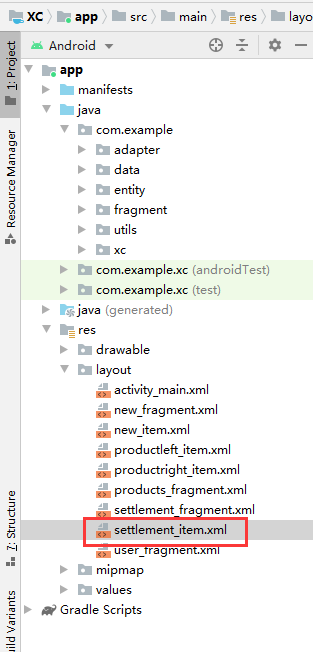 XC app src main res layou
Android
app
manifests
java
com.example
adapter
data
entity
fragment
utils
xc
com.example.xc (androidTest)
com.example.xc (test)
java (generated)
res
drawable
layout
activity_main.xml
new_fragment.xml
new_item.xml
productleft_item.xml
productright_item.xml
products_fragment.xml
settlement_fragment.xml
settlement_item.xml
user_fragment.xml
mipmap
values
Gradle Scripts
1: Project
Resource Manager
7: Structure
ild Variants